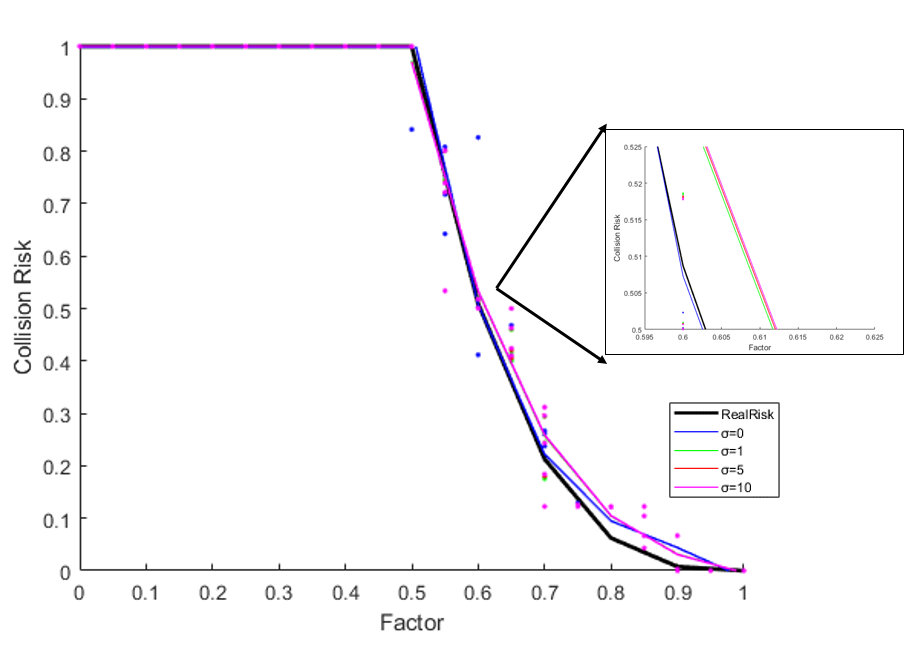 1
0.9
0.8
0.7
0.6
0.5
0.4
0.3
0.2
0.1
0
Collision Risk
0 0.1 0.2 0.3 0.4 0.5 0.6 0.7 0.8 0.9 1
Factor
0.525
0.52
0.515
0.51
0.505
0.5
Collision Risk
0.595 0.6 0.605 0.61 0.615 0.62 0.625
Factor
RealRisk
σ=0
σ=1
σ=5
σ=10